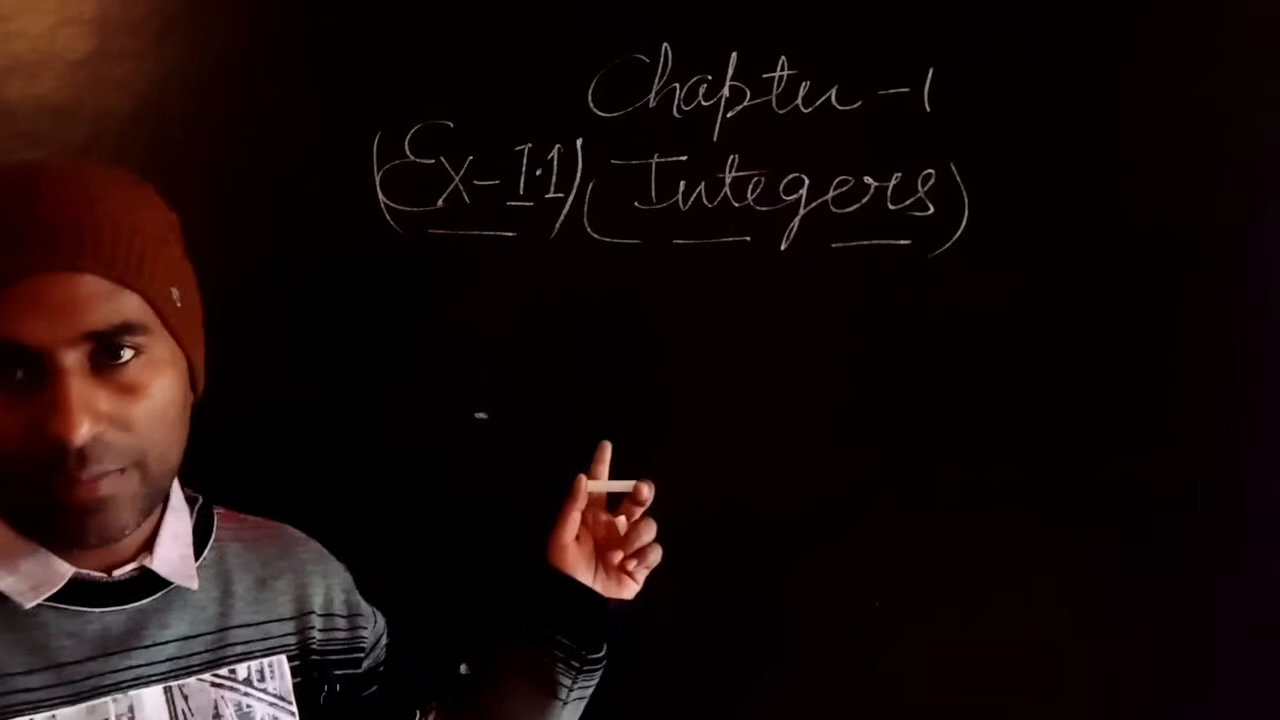 Chapter - 1
(Ex - 1.1) (Integers)